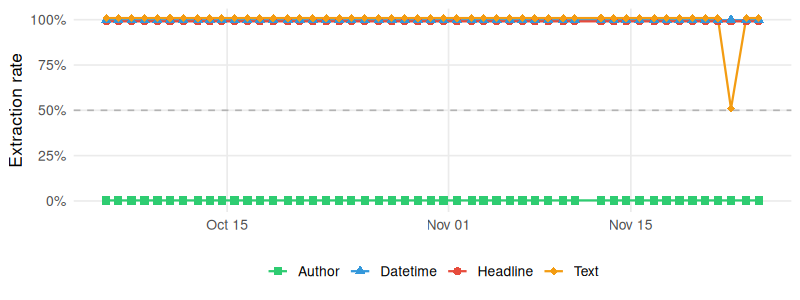 100%
75%
50%
25%
0%
Extraction rate
Oct 15 Nov 01 Nov 15
Author Datetime Headline Text